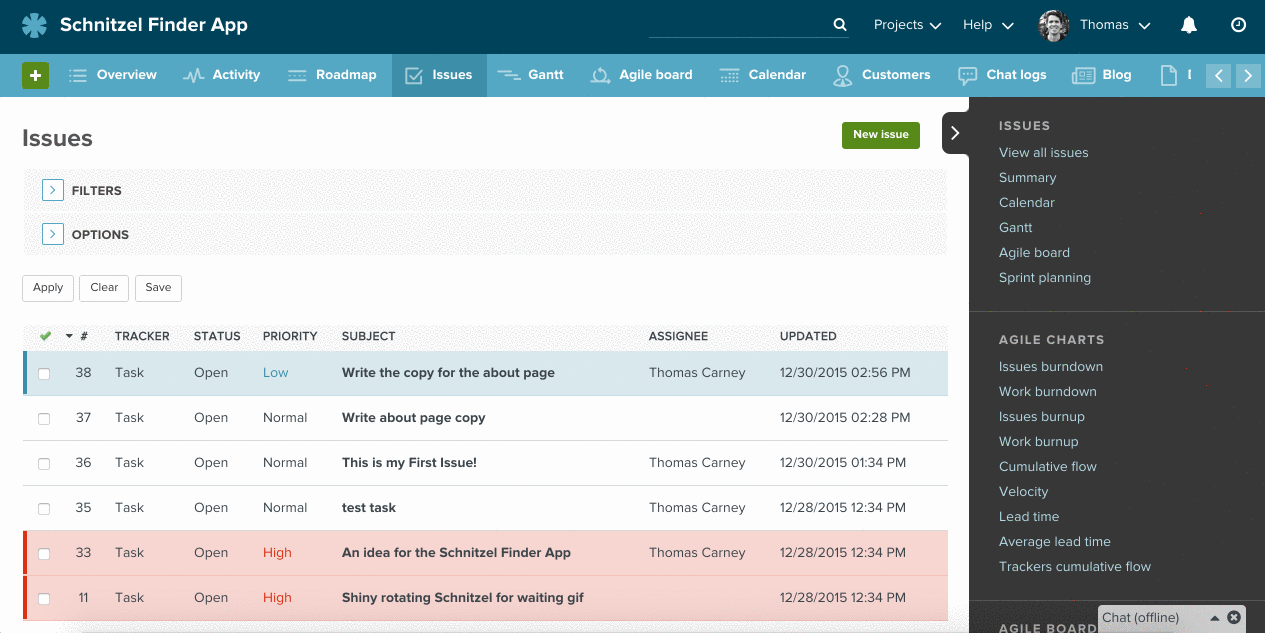 Schnitzel Finder App
Projects Help Thomas
Overview Activity Roadmap Issues Gantt Agile board Calendar Customers Chat logs Blog
Issues
New issue
FILTERS
OPTIONS
Apply Clear Save
# TRACKER STATUS PRIORITY SUBJECT ASSIGNEE UPDATED
38 Task Open Low Write the copy for the about page Thomas Carney 12/30/2015 02:56 PM
37 Task Open Normal Write about page copy 12/30/2015 02:28 PM
36 Task Open Normal This is my First Issue! Thomas Carney 12/30/2015 01:34 PM
35 Task Open Normal test task Thomas Carney 12/28/2015 12:34 PM
33 Task Open High An idea for the Schnitzel Finder App Thomas Carney 12/28/2015 12:34 PM
11 Task Open High Shiny rotating Schnitzel for waiting gif 12/28/2015 12:34 PM
ISSUES
View all issues
Summary
Calendar
Gantt
Agile board
Sprint planning
AGILE CHARTS
Issues burndown
Work burndown
Issues burnup
Work burnup
Cumulative flow
Velocity
Lead time
Average lead time
Trackers cumulative flow
AGILE BOARD
Chat (offline)